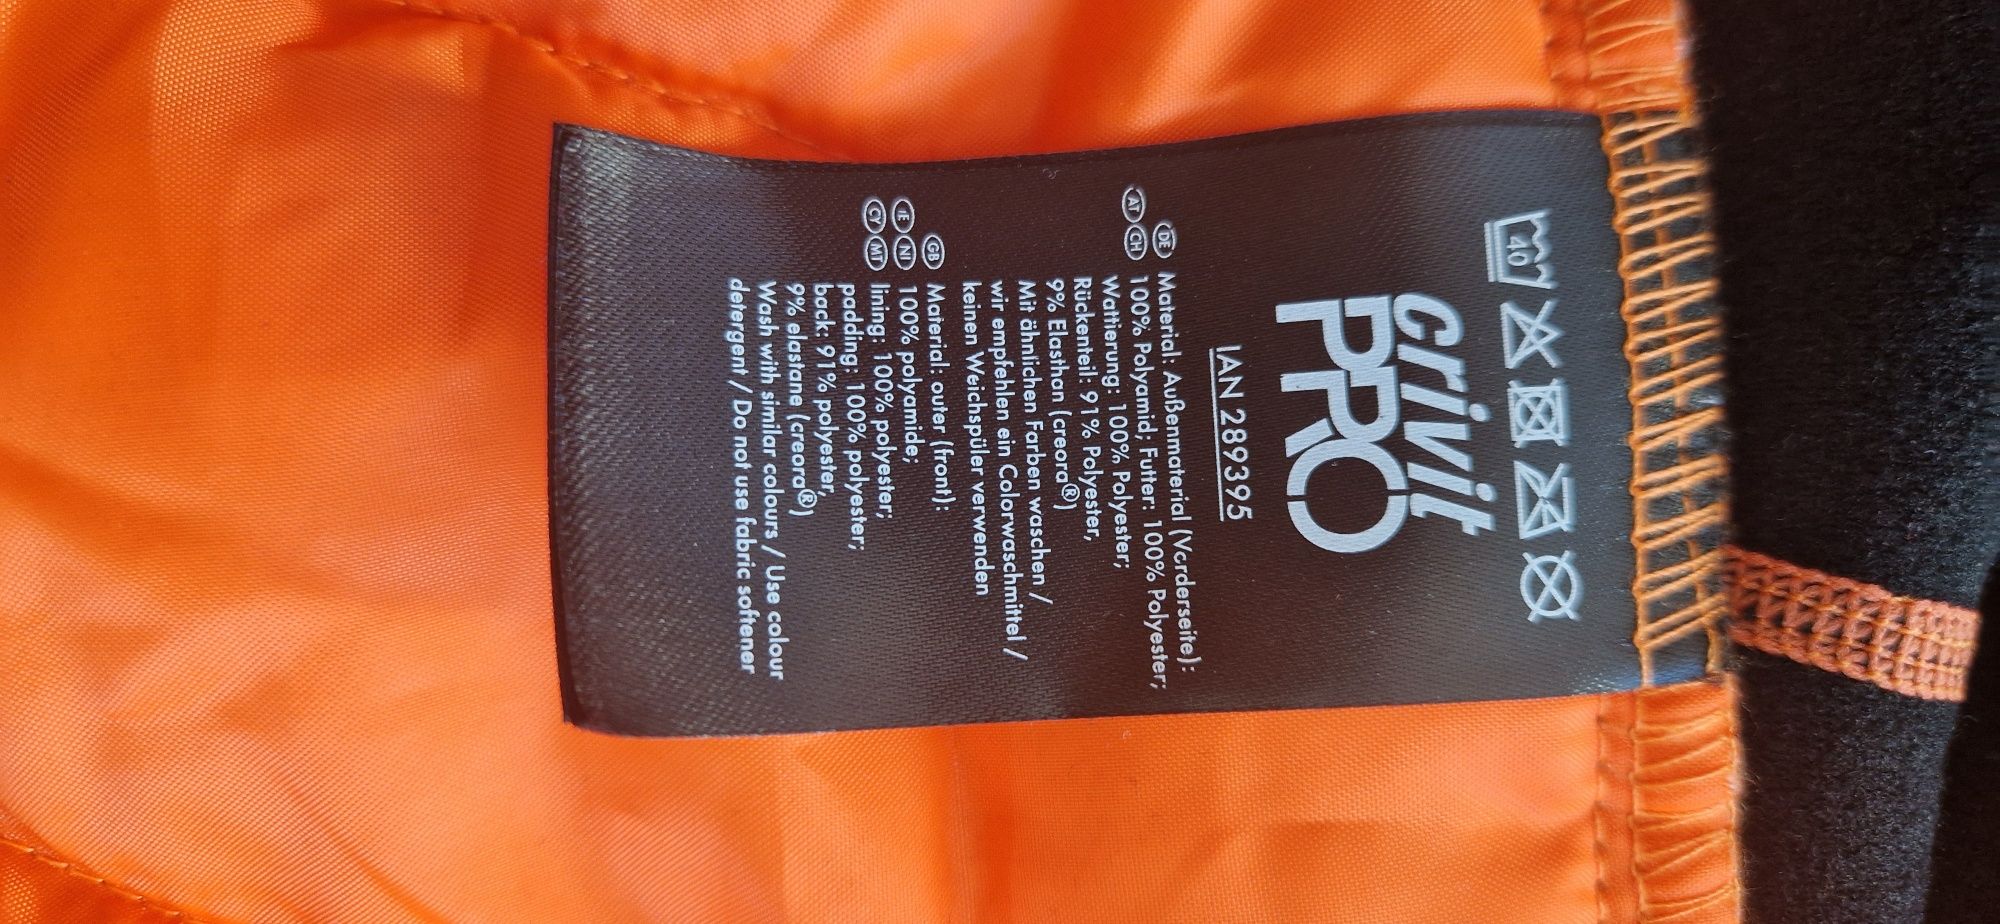 40
crivit
PRO
IAN 289395
DE Material: Außenmaterial (Vorderseite):
AT CH 100% Polyamid; Futter: 100% Polyester;
Wattierung: 100% Polyester;
Rückenteil: 91% Polyester,
9% Elasthan (creora®)
Mit ähnlichen Farben waschen /
wir empfehlen ein Colorwaschmittel /
keinen Weichspüler verwenden
GB Material: outer (front):
IE NI 100% polyamide;
CY MT lining: 100% polyester;
padding: 100% polyester;
back: 91% polyester,
9% elastane (creora®)
Wash with similar colours / Use colour
detergent / Do not use fabric softener